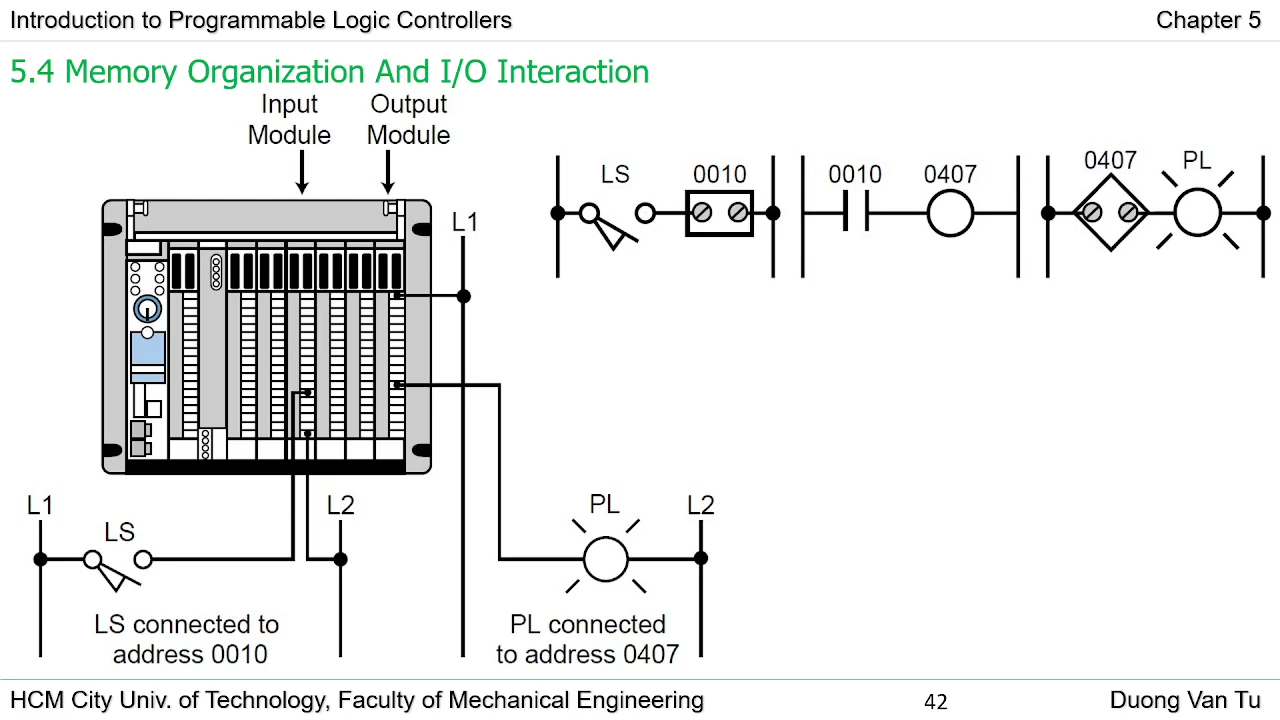 Introduction to Programmable Logic Controllers
Chapter 5
5.4 Memory Organization And I/O Interaction
Input
Module
Output
Module
L1
LS
0010
0010
0407
0407
PL
L1
LS
L2
PL
L2
LS connected to
address 0010
PL connected
to address 0407
HCM City Univ. of Technology, Faculty of Mechanical Engineering
42
Duong Van Tu